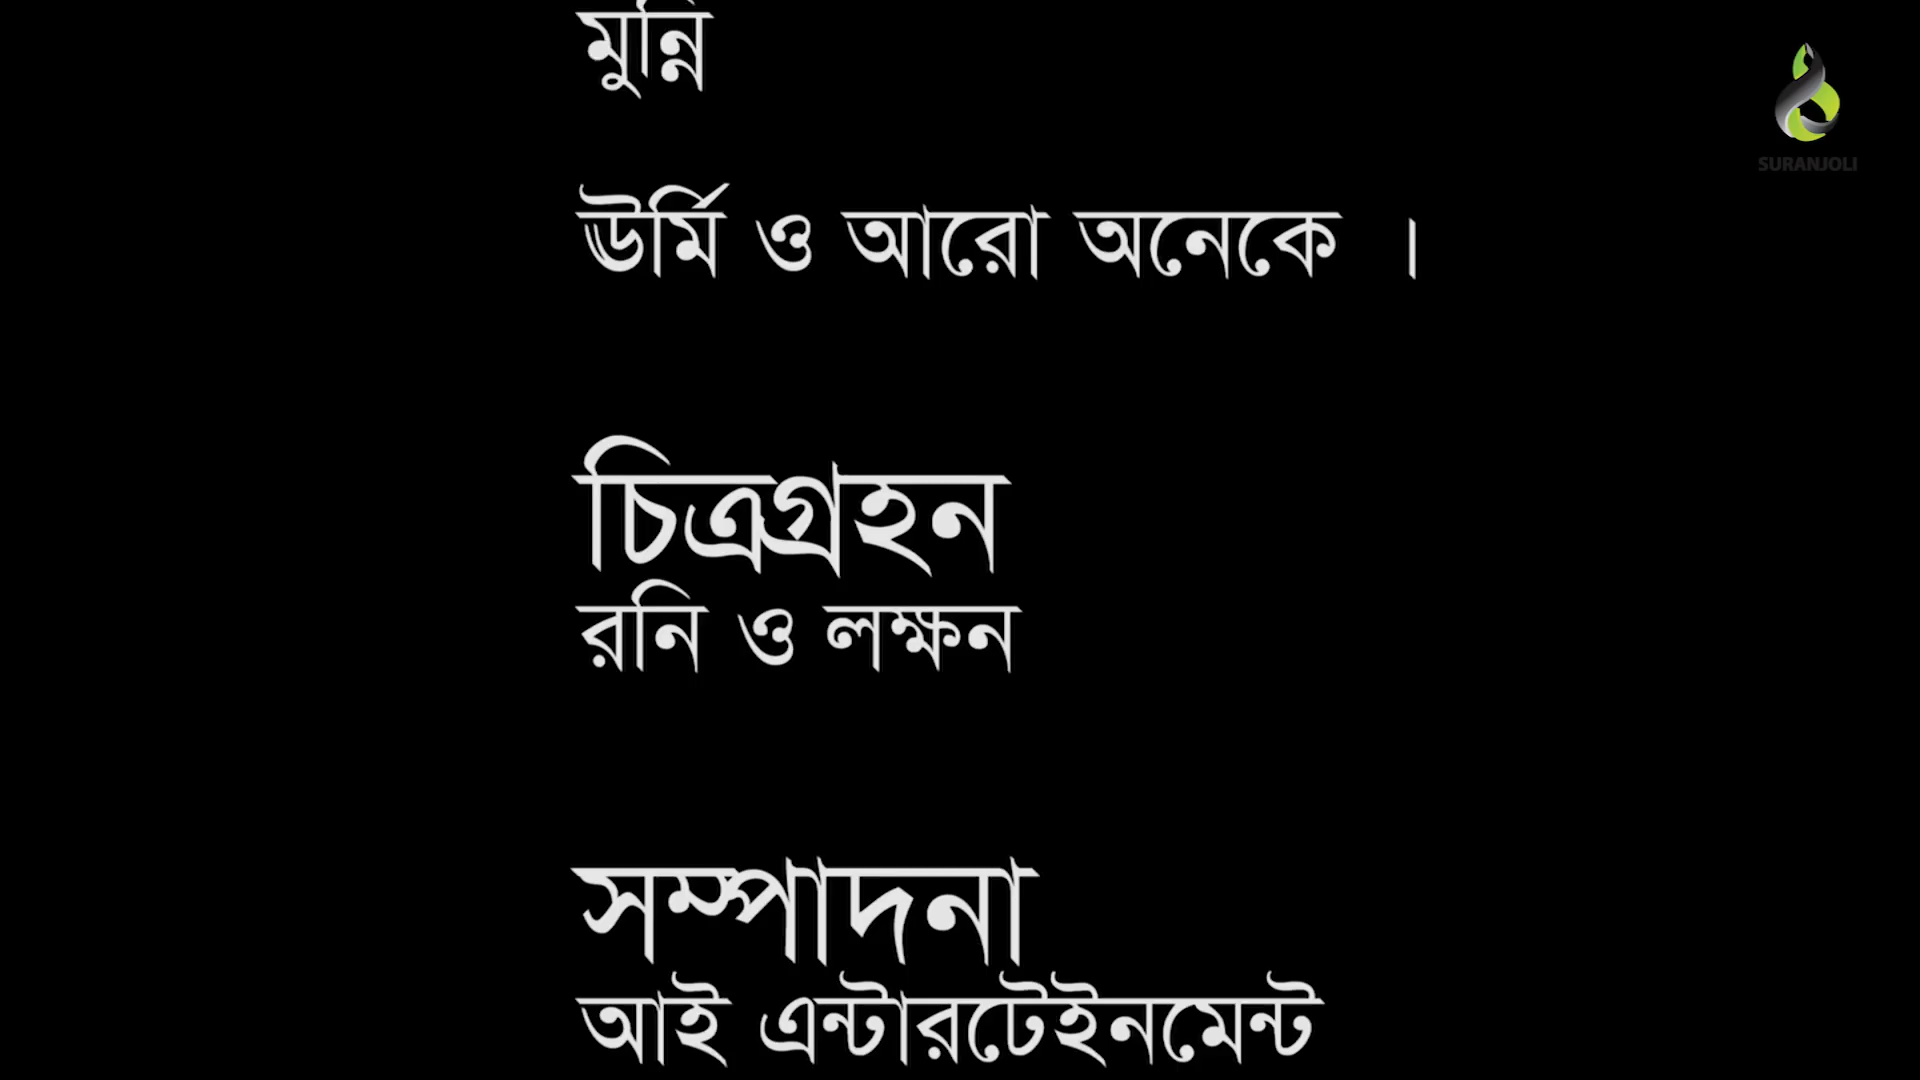 মুন্নি
SURANJOLI
ঊর্মি ও আরো অনেকে ।
চিত্রগ্রহন
রনি ও লক্ষন
সম্পাদনা
আই এন্টারটেইনমেন্ট